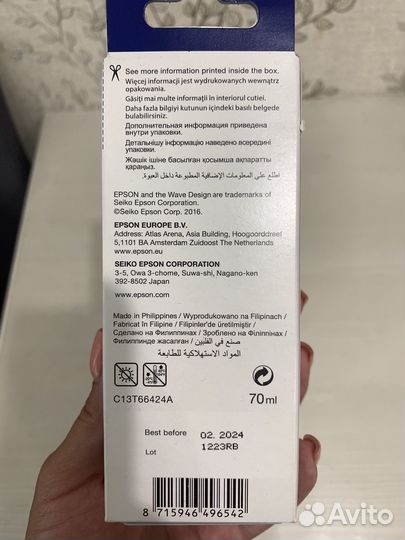 See more information printed inside the box.
Więcej informacji jest wydrukowanych wewnątrz
opakowania.
Găsiți mai multe informații în interiorul cutiei.
Daha fazla bilgiyi kutunun içindeki basılı belgede
bulabilirsiniz.
Дополнительная информация приведена
внутри упаковки.
Детальнішу інформацію наведено всередині
упаковки.
Жәшік ішіне басылған қосымша ақпаратты
қараңыз.
اطلع على المعلومات الإضافية المطبوعة داخل العبوة.
EPSON and the Wave Design are trademarks of
Seiko Epson Corporation.
©Seiko Epson Corp. 2016.
EPSON EUROPE B.V.
Address: Atlas Arena, Asia Building, Hoogoorddreef
5,1101 BA Amsterdam Zuidoost The Netherlands
www.epson.eu
SEIKO EPSON CORPORATION
3-5, Owa 3-chome, Suwa-shi, Nagano-ken
392-8502 Japan
www.epson.com
Made in Philippines / Wyprodukowano na Filipinach /
Fabricat în Filipine / Filipinler'de üretilmiştir /
Сделано на Филиппинах / Зроблено на Філіппінах /
Филиппинде жасалған / صنع في الفلبين
المواد الاستهلاكية للطابعة
C13T66424A 70ml
Best before 02. 2024
Lot 1223RB
8 715946 496542
Avito